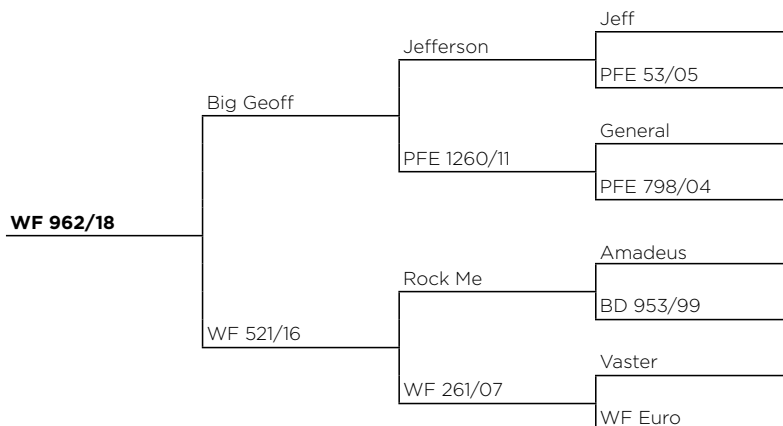 Jeff
Jefferson
PFE 53/05
Big Geoff
General
PFE 1260/11
PFE 798/04
WF 962/18
Amadeus
Rock Me
BD 953/99
WF 521/16
Vaster
WF 261/07
WF Euro